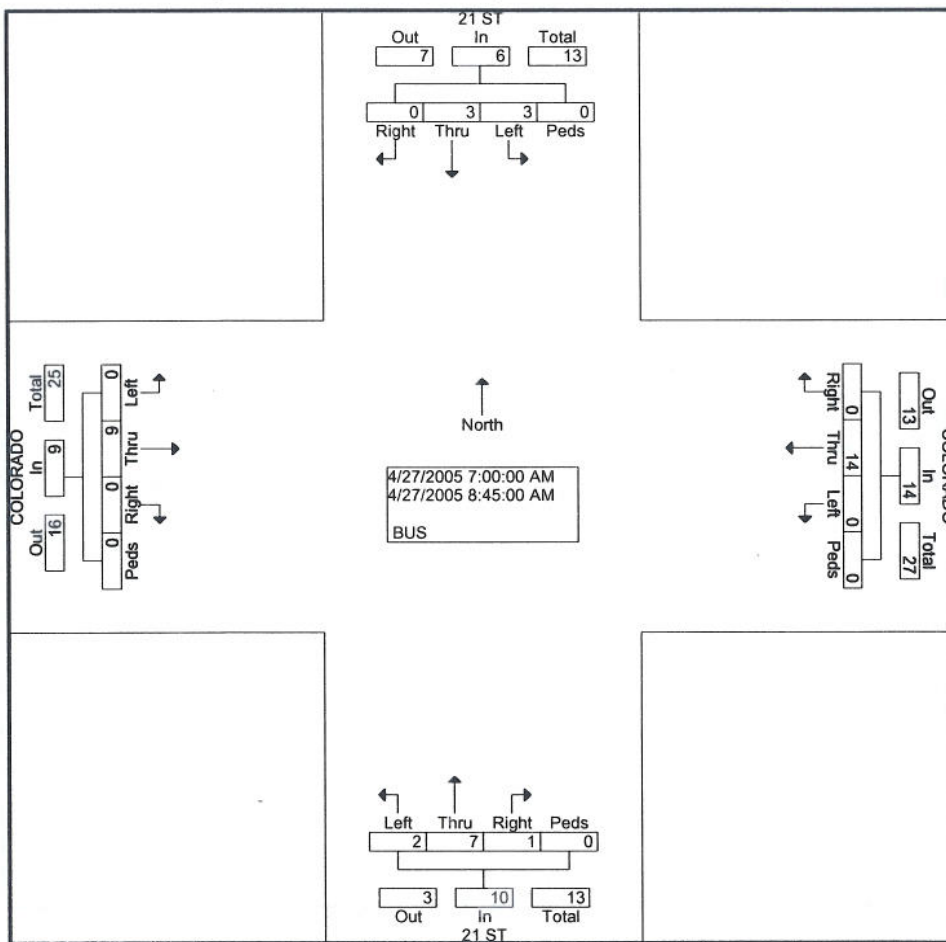 21 ST
Out In Total
7 6 13
0 3 3 0
Right Thru Left Peds
COLORADO
Out In Total
16 9 25
Left Thru Right Peds
0 9 0 0
North
4/27/2005 7:00:00 AM
4/27/2005 8:45:00 AM
BUS
Right Thru Left Peds
0 14 0 0
Out In Total
13 14 27
COLORADO
Left Thru Right Peds
2 7 1 0
3 10 13
Out In Total
21 ST